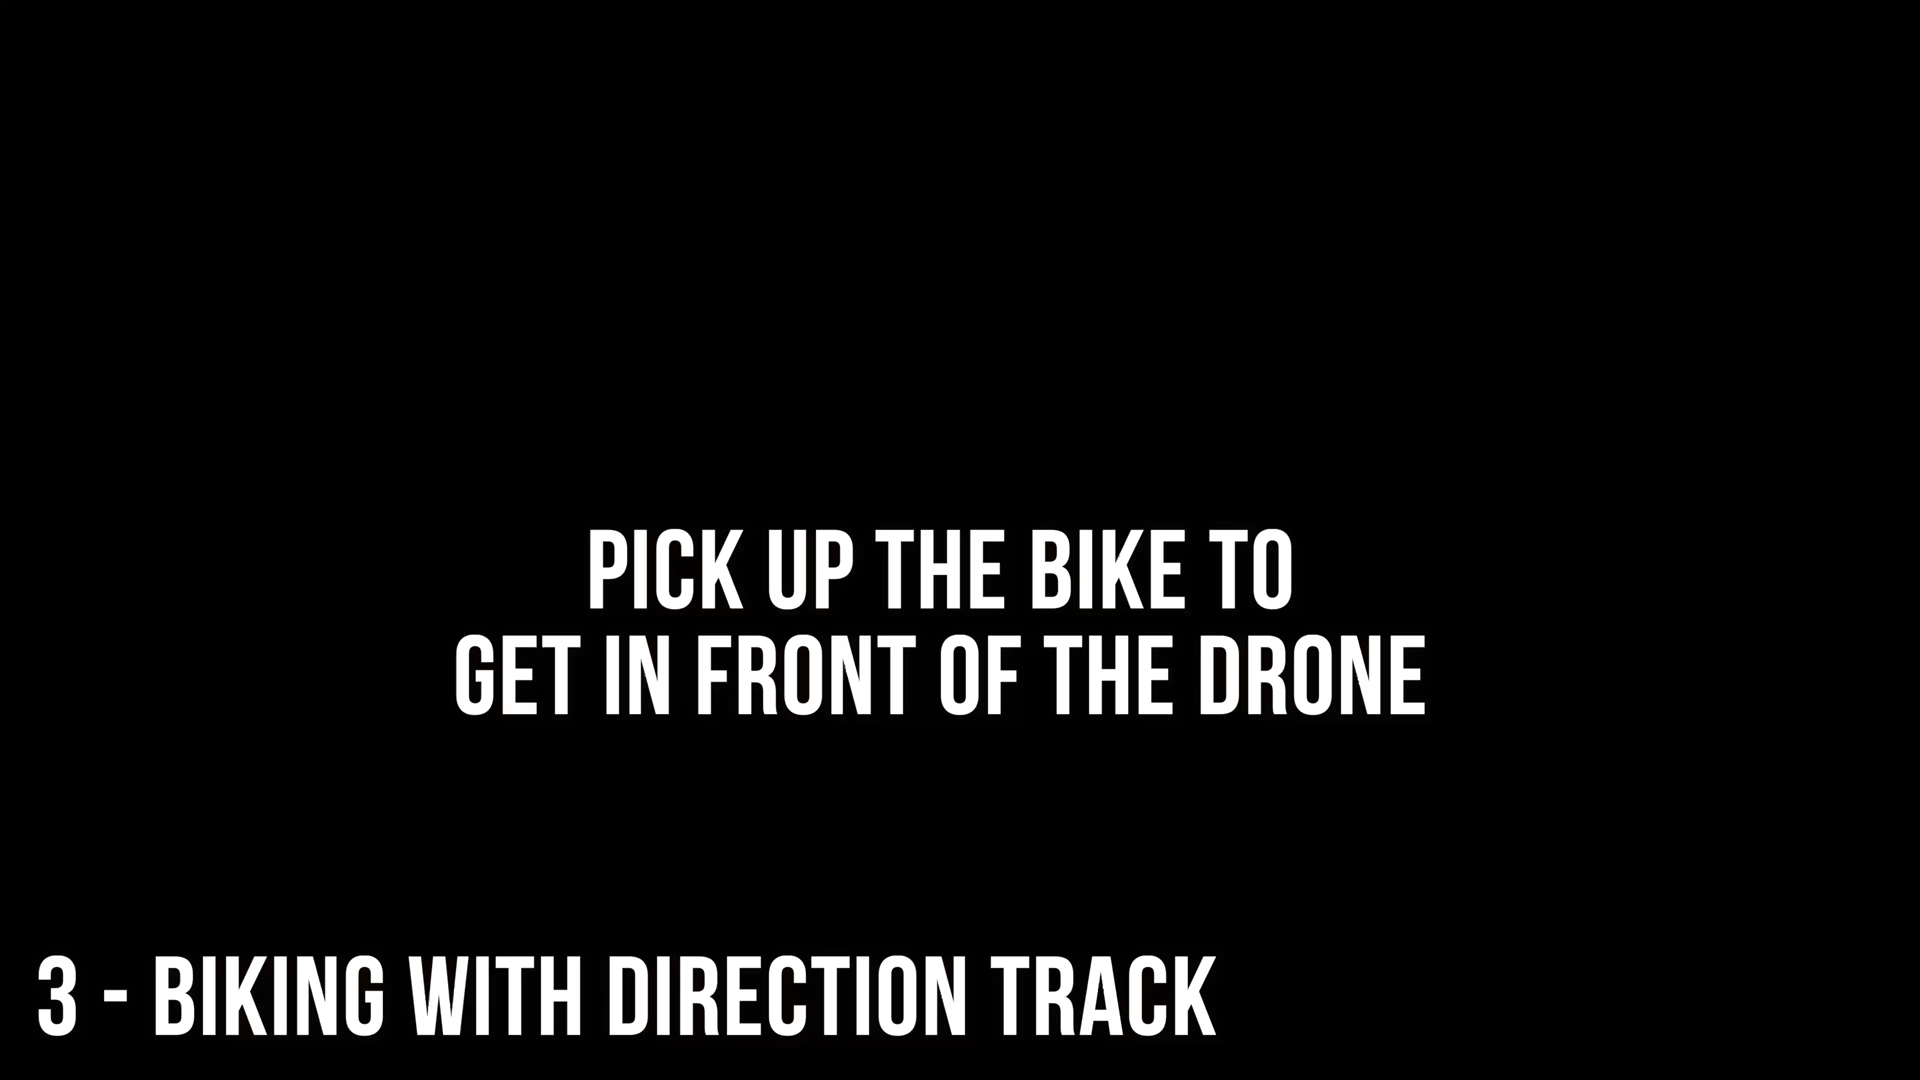 PICK UP THE BIKE TO
GET IN FRONT OF THE DRONE
3 - BIKING WITH DIRECTION TRACK